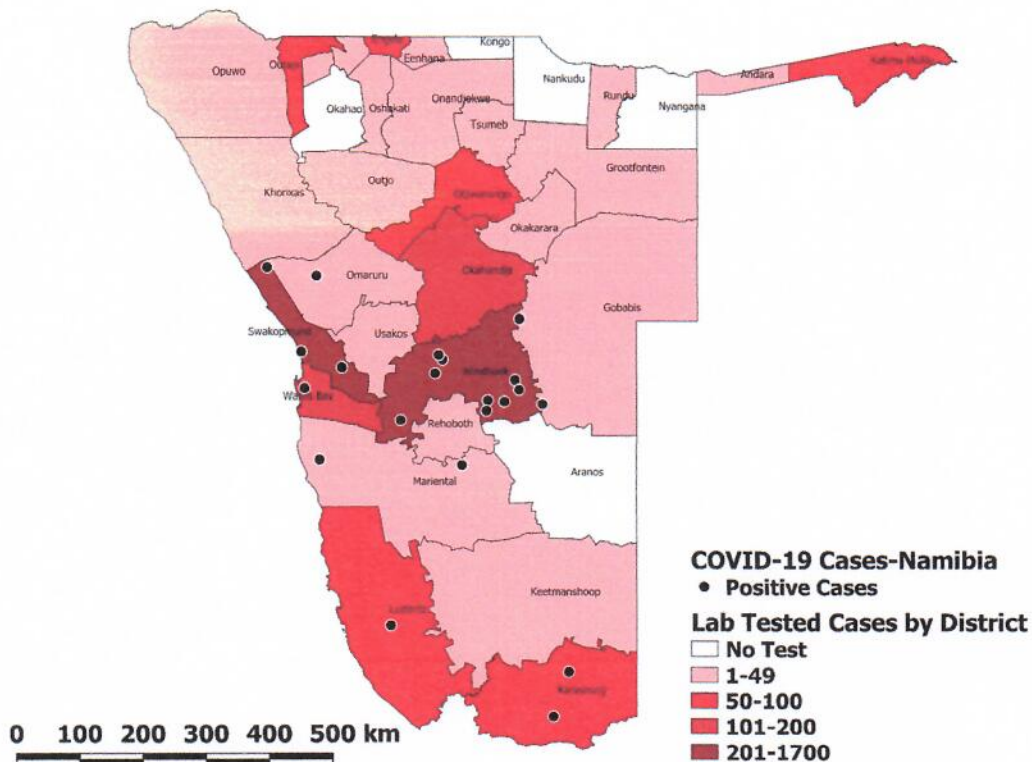 Kongo
Eenhana
Opuwo
Nankudu
Andara
Okahao
Oshakati
Onandjokwe
Rundu
Nyangana
Tsumeb
Grootfontein
Outjo
Khorixas
Okakarara
Omaruru
Okahandja
Gobabis
Swakopmund
Usakos
Windhoek
Walvis Bay
Rehoboth
Aranos
Mariental
Keetmanshoop
COVID-19 Cases-Namibia
Positive Cases
Lab Tested Cases by District
No Test
1-49
50-100
101-200
201-1700
0 100 200 300 400 500 km